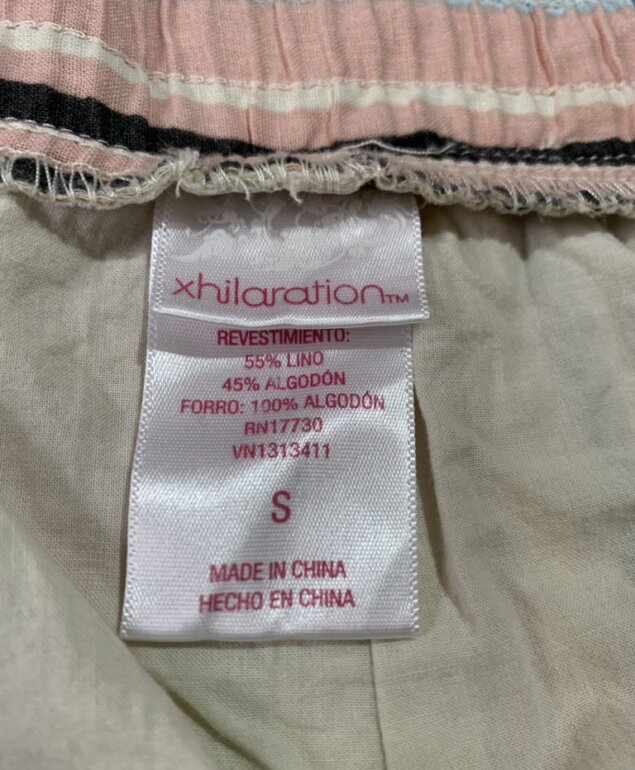 xhilaration™
REVESTIMIENTO:
55% LINO
45% ALGODÓN
FORRO: 100% ALGODÓN
RN17730
VN1313411
S
MADE IN CHINA
HECHO EN CHINA